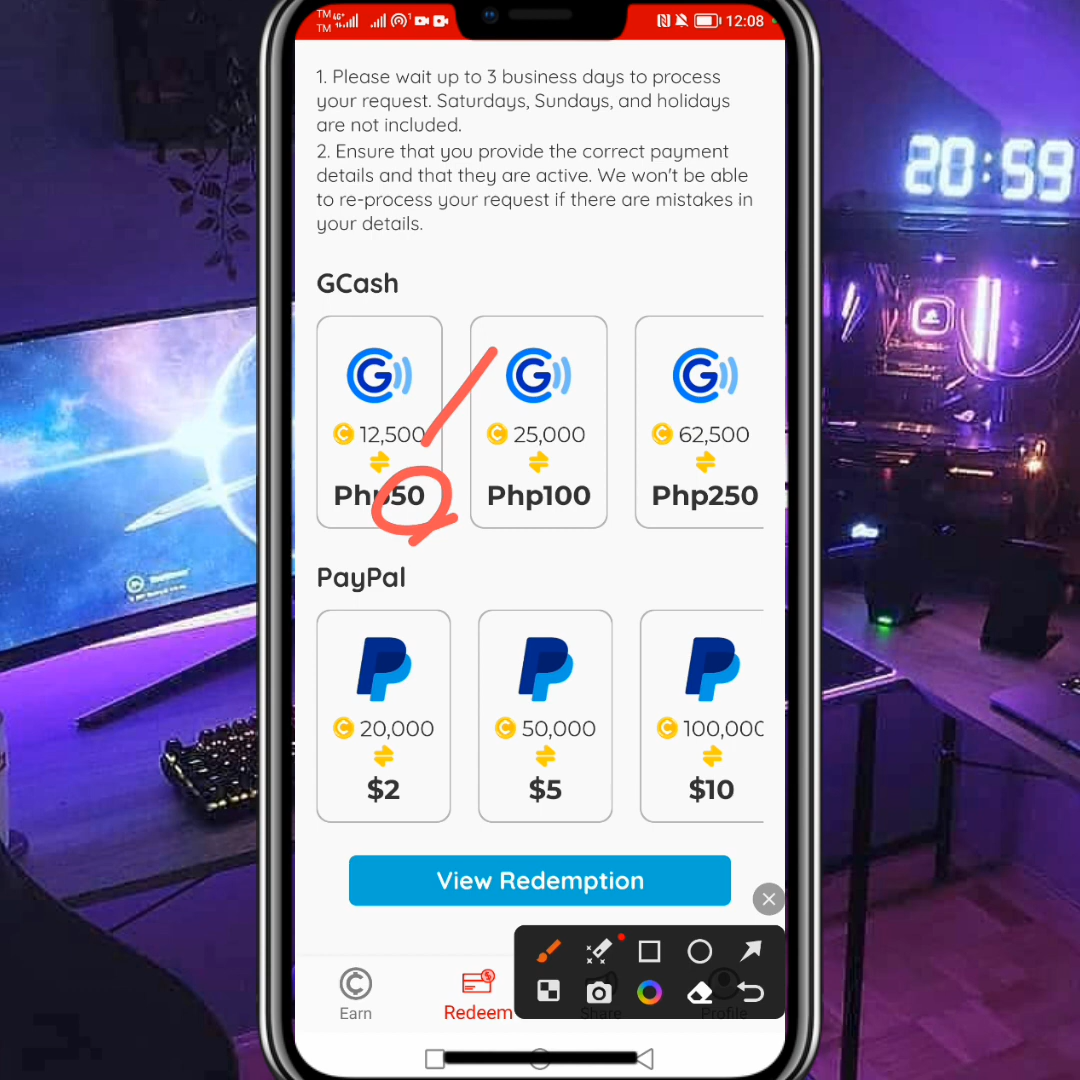 TM 4G+
TM
1
12:08
1. Please wait up to 3 business days to process
your request. Saturdays, Sundays, and holidays
are not included.
2. Ensure that you provide the correct payment
details and that they are active. We won't be able
to re-process your request if there are mistakes in
your details.
20:59
GCash
G G G
12,500 25,000 62,500
Php50 Php100 Php250
PayPal
20,000 50,000 100,000
$2 $5 $10
View Redemption
Earn Redeem Share Profile